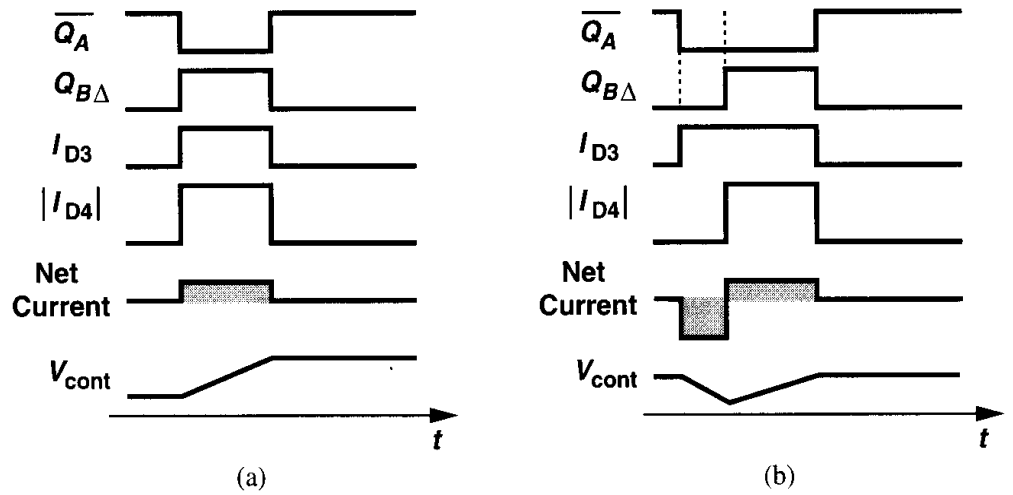 Q_A
Q_BΔ
I_D3
|I_D4|
Net
Current
V_cont
t
(a)
Q_A
Q_BΔ
I_D3
|I_D4|
Net
Current
V_cont
t
(b)